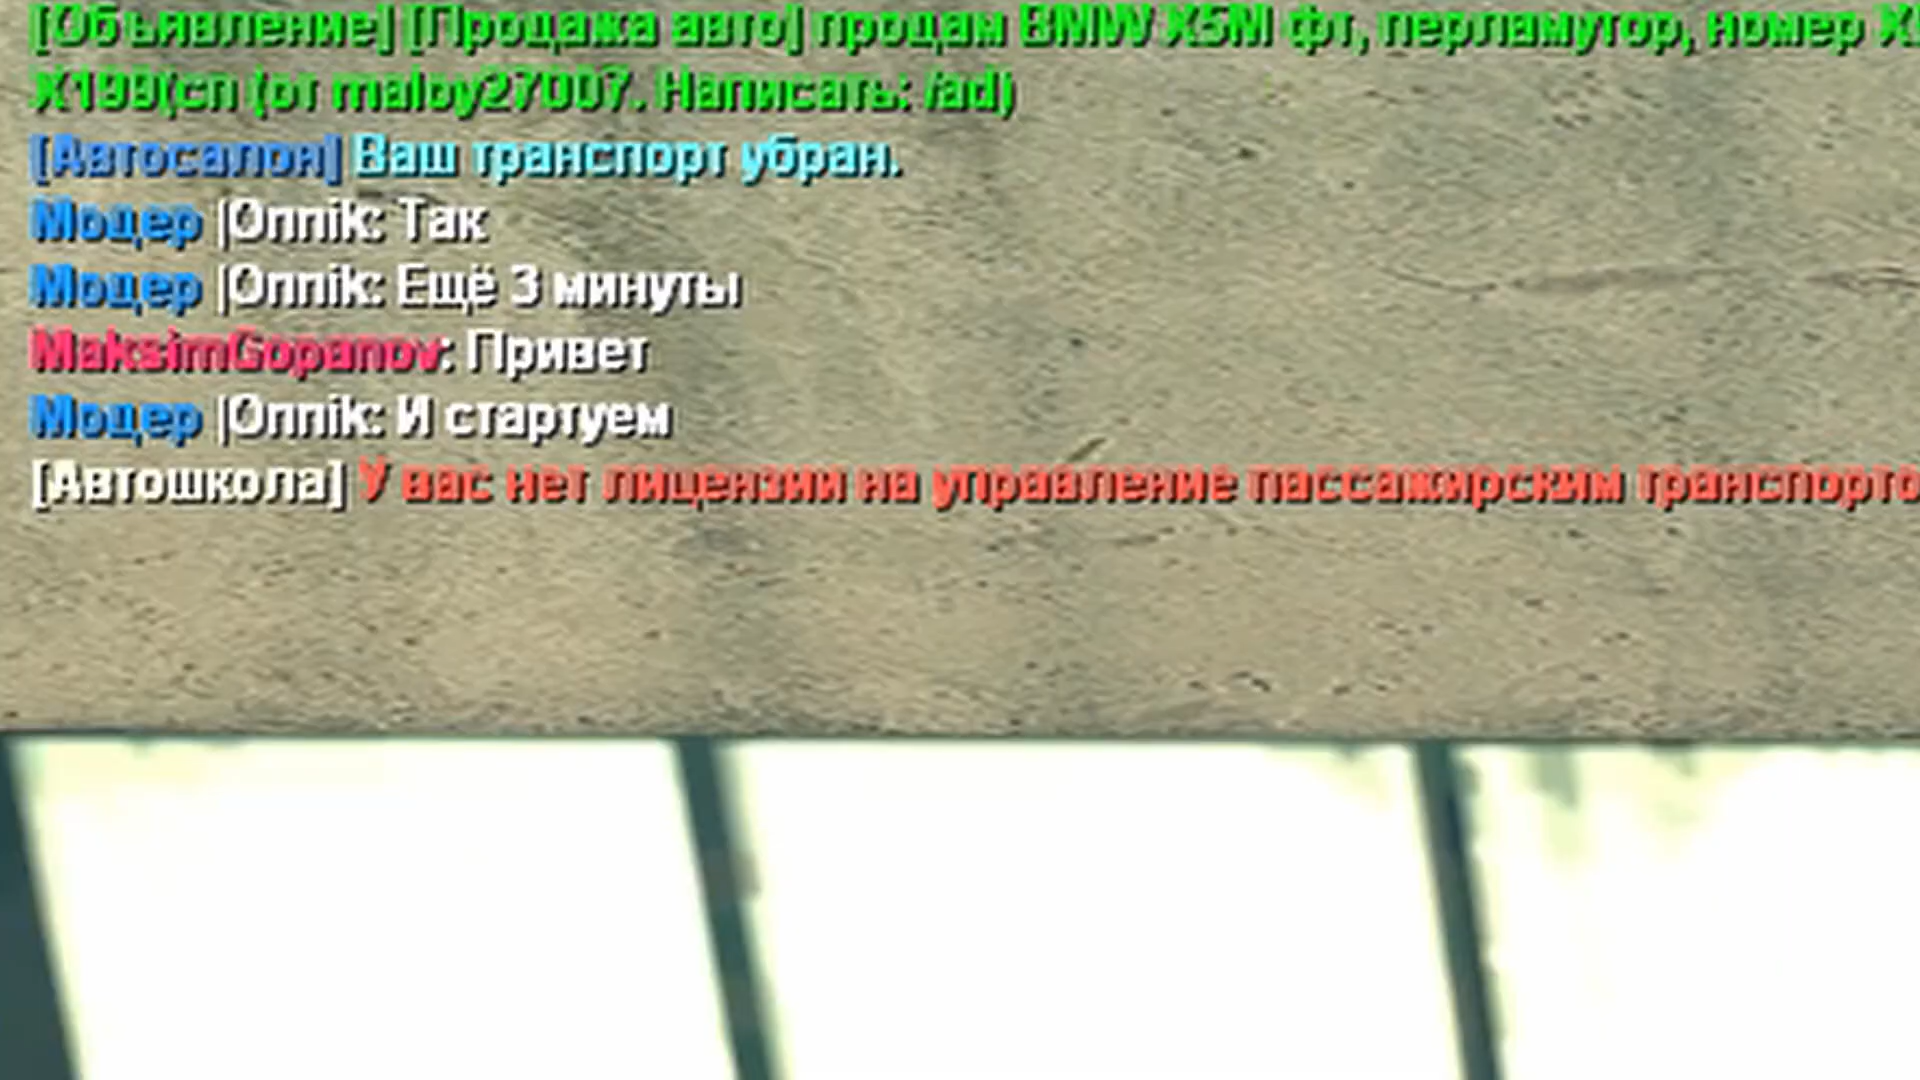 [Объявление] [Продажа авто] продам BMW X5M фт, перламутор, номер
X199(сп (от maloy27007. Написать: /ad)
[Автосалон] Ваш транспорт убран.
Модер |Onnik: Так
Модер |Onnik: Ещё 3 минуты
MaksimGopanov: Привет
Модер |Onnik: И стартуем
[Автошкола] У вас нет лицензии на управление пассажирским транспорто